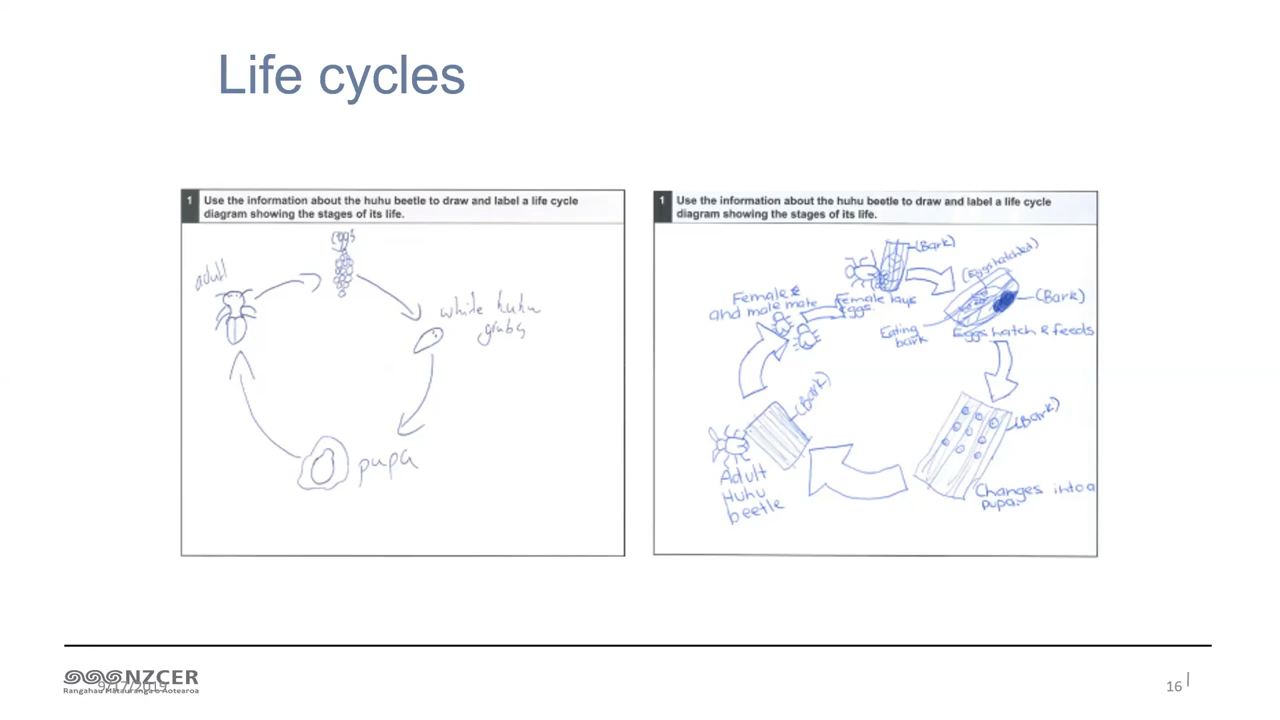 Life cycles
1 Use the information about the huhu beetle to draw and label a life cycle
diagram showing the stages of its life.
eggs
adult
white huhu
grubs
pupa
1 Use the information about the huhu beetle to draw and label a life cycle
diagram showing the stages of its life.
(Bark)
(Eggs hatched)
Female &
and male mate
Female lays
Eggs.
(Bark)
Eating
bark
Eggs hatch & feeds
(Bark)
(Bark)
Adult
Huhu
beetle
Changes into a
pupa.
NZCER
Rangahau Mātauranga o Aotearoa
9/17/2019
16